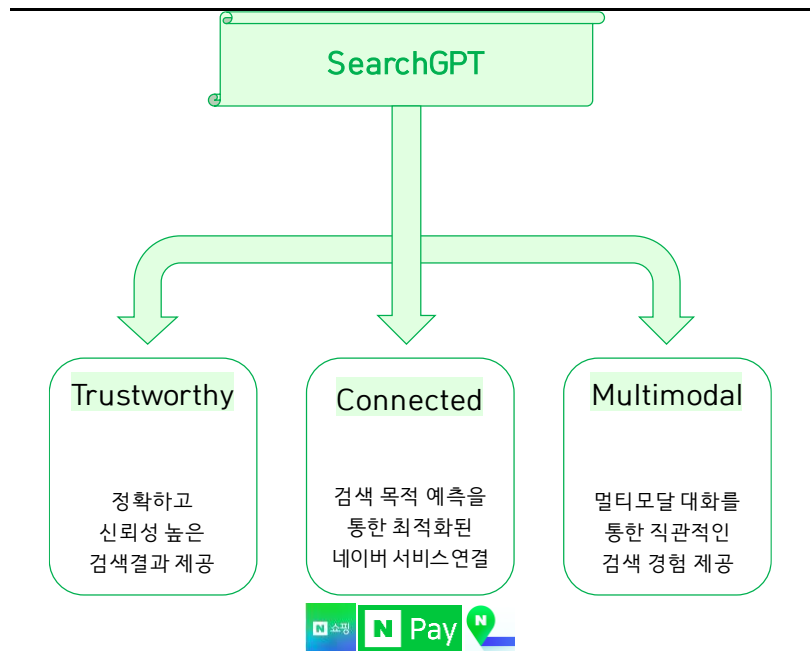 SearchGPT
Trustworthy
정확하고
신뢰성 높은
검색결과 제공
Connected
검색 목적 예측을
통한 최적화된
네이버 서비스 연결
Multimodal
멀티모달 대화를
통한 직관적인
검색 경험 제공
N 쇼핑
N Pay
N